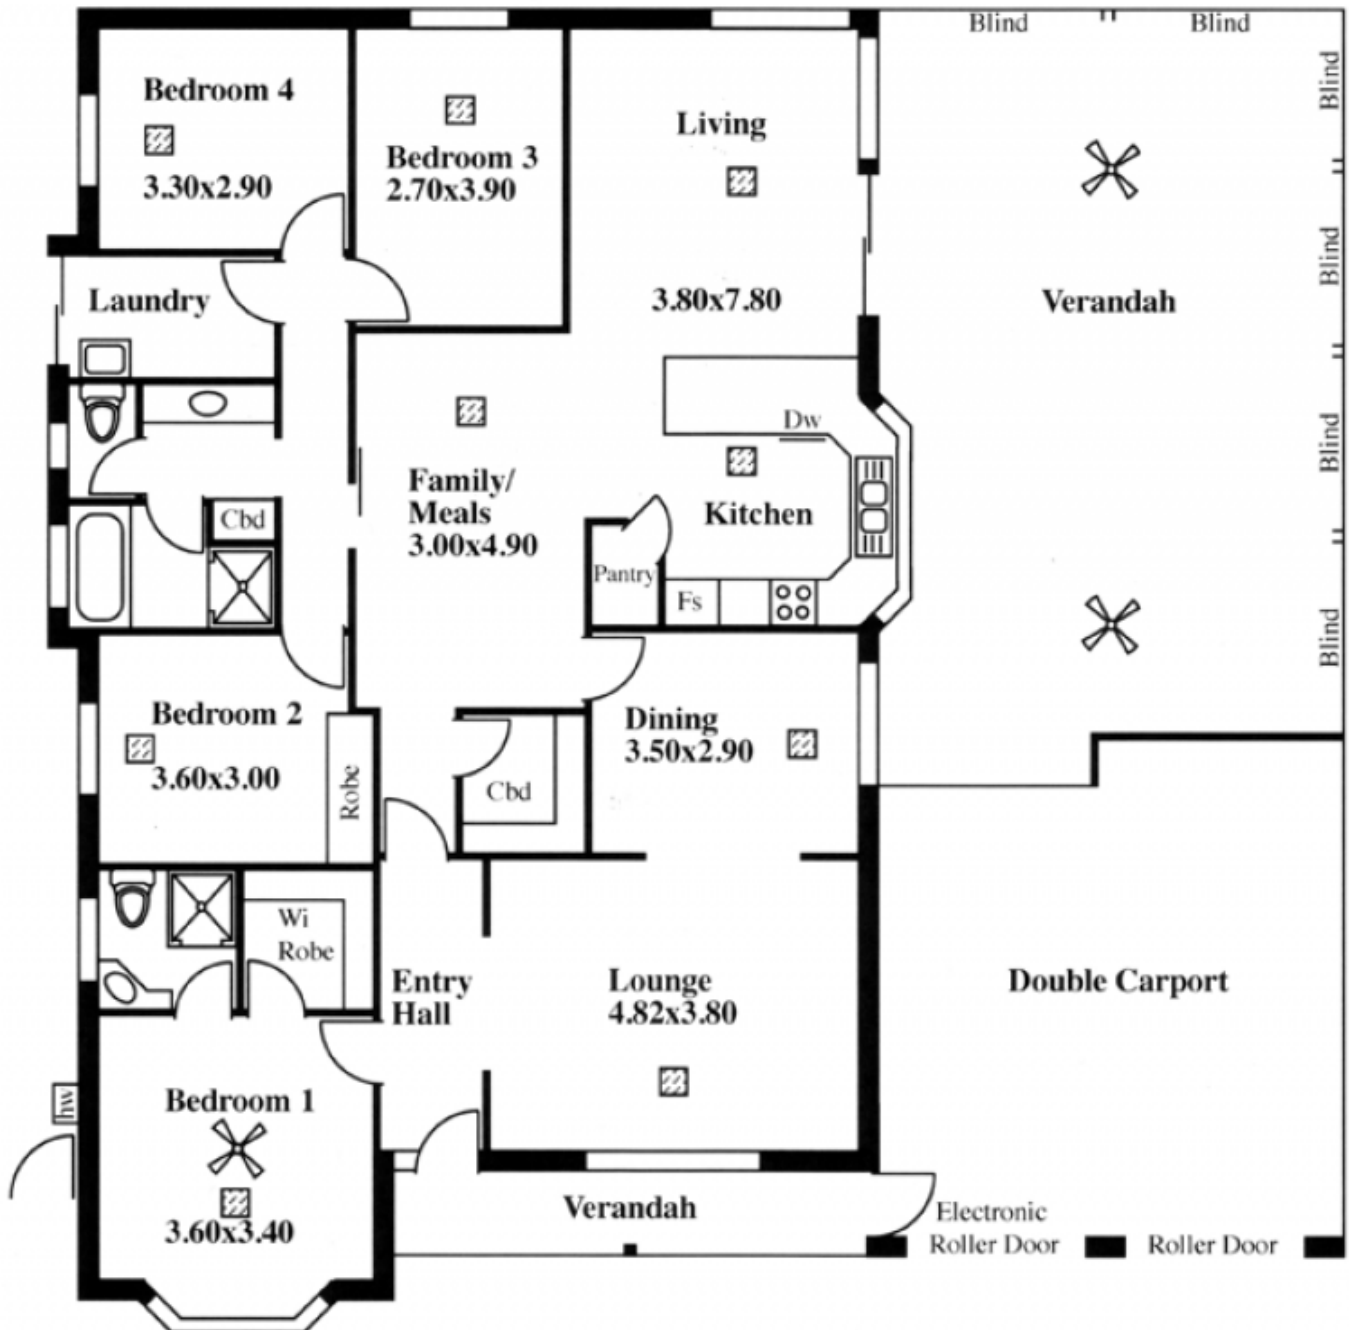 Blind
Blind
Blind
Bedroom 4
3.30x2.90
Bedroom 3
2.70x3.90
Living
3.80x7.80
Verandah
Blind
Laundry
Dw
Family/
Meals
3.00x4.90
Kitchen
Blind
Cbd
Pantry
Fs
Blind
Bedroom 2
3.60x3.00
Robe
Cbd
Dining
3.50x2.90
Wi
Robe
Entry
Hall
Lounge
4.82x3.80
Double Carport
hw
Bedroom 1
3.60x3.40
Verandah
Electronic
Roller Door
Roller Door